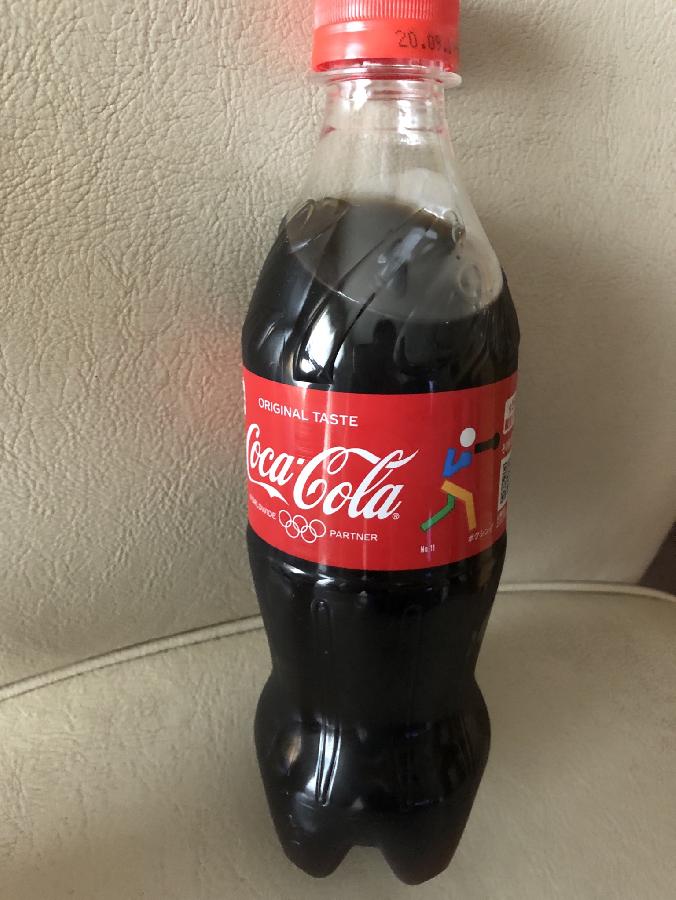 20.09.
ORIGINAL TASTE
Coca-Cola®
WORLDWIDE PARTNER
No.11
ボクシング